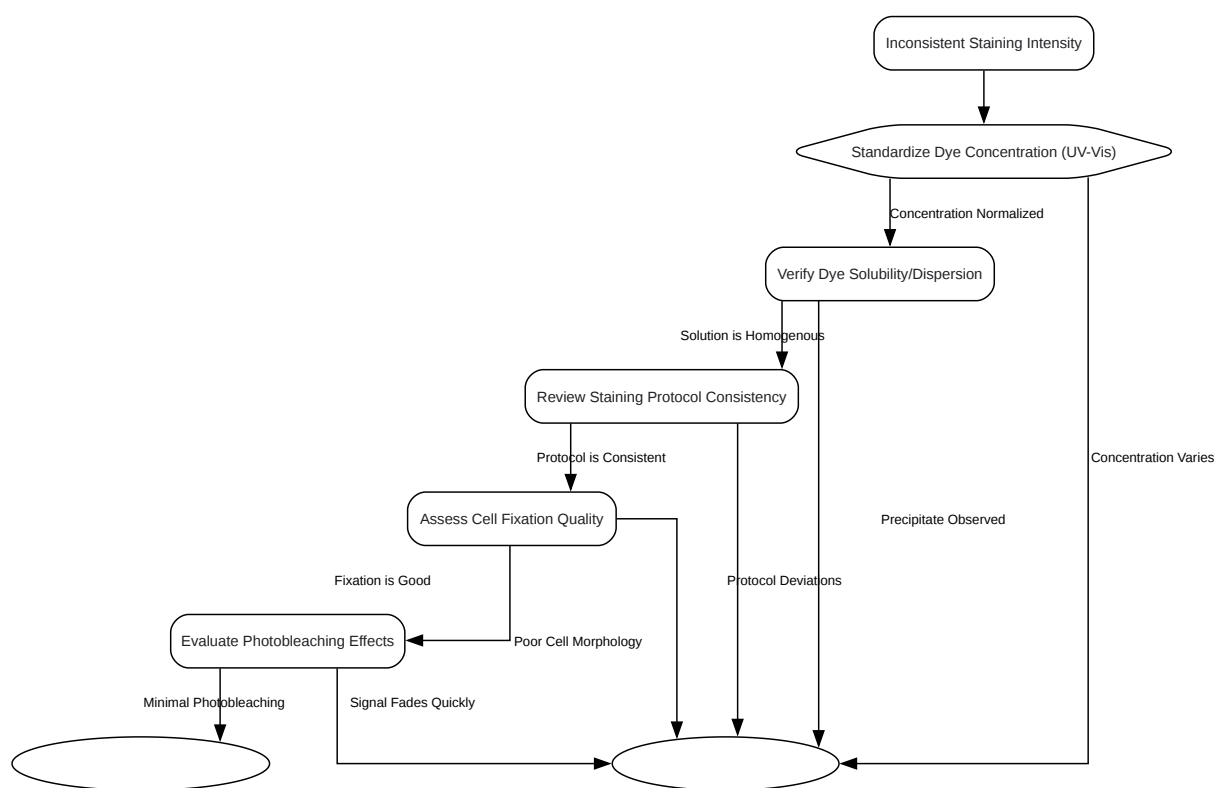 Inconsistent Staining Intensity
Standardize Dye Concentration (UV-Vis)
Concentration Normalized
Verify Dye Solubility/Dispersion
Solution is Homogenous
Review Staining Protocol Consistency
Protocol is Consistent
Concentration Varies
Assess Cell Fixation Quality
Precipitate Observed
Fixation is Good
Protocol Deviations
Evaluate Photobleaching Effects
Poor Cell Morphology
Minimal Photobleaching
Signal Fades Quickly